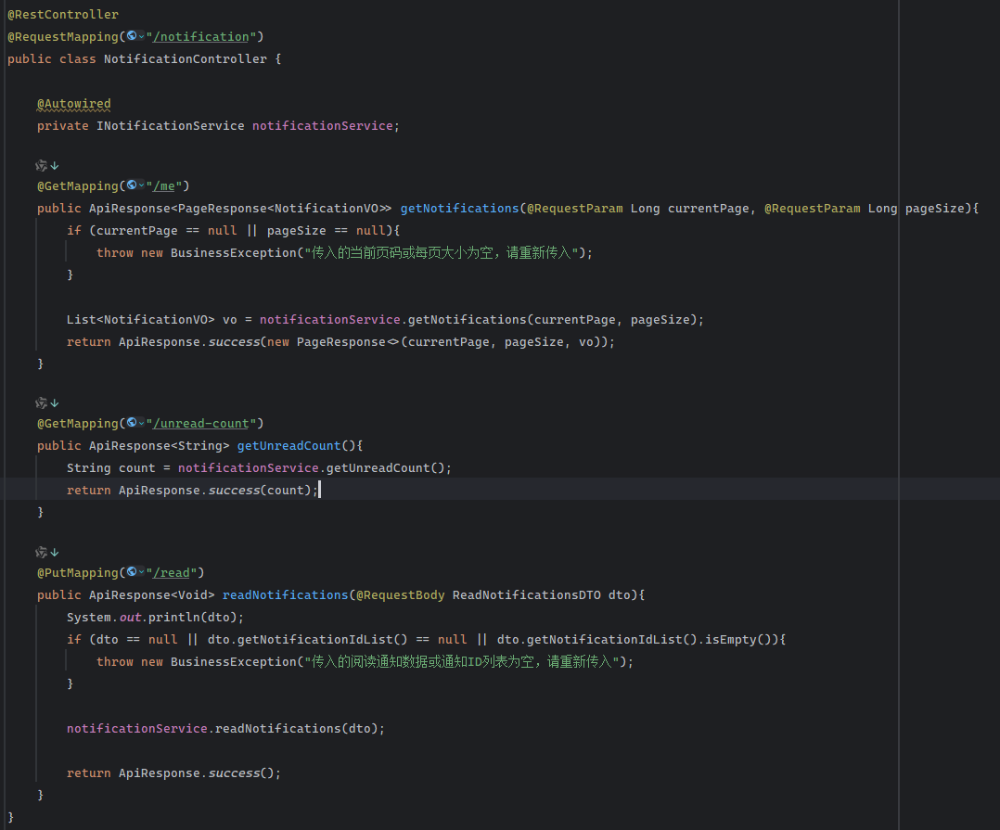 @RestController
@RequestMapping("/notification")
public class NotificationController {
@Autowired
private INotificationService notificationService;
@GetMapping("/me")
public ApiResponse<PageResponse<NotificationVO>> getNotifications(@RequestParam Long currentPage, @RequestParam Long pageSize){
if (currentPage == null || pageSize == null){
throw new BusinessException("传入的当前页码或每页大小为空，请重新传入");
}
List<NotificationVO> vo = notificationService.getNotifications(currentPage, pageSize);
return ApiResponse.success(new PageResponse<>(currentPage, pageSize, vo));
}
@GetMapping("/unread-count")
public ApiResponse<String> getUnreadCount(){
String count = notificationService.getUnreadCount();
return ApiResponse.success(count);
}
@PutMapping("/read")
public ApiResponse<Void> readNotifications(@RequestBody ReadNotificationsDTO dto){
System.out.println(dto);
if (dto == null || dto.getNotificationIdList() == null || dto.getNotificationIdList().isEmpty()){
throw new BusinessException("传入的阅读通知数据或通知ID列表为空，请重新传入");
}
notificationService.readNotifications(dto);
return ApiResponse.success();
}
}